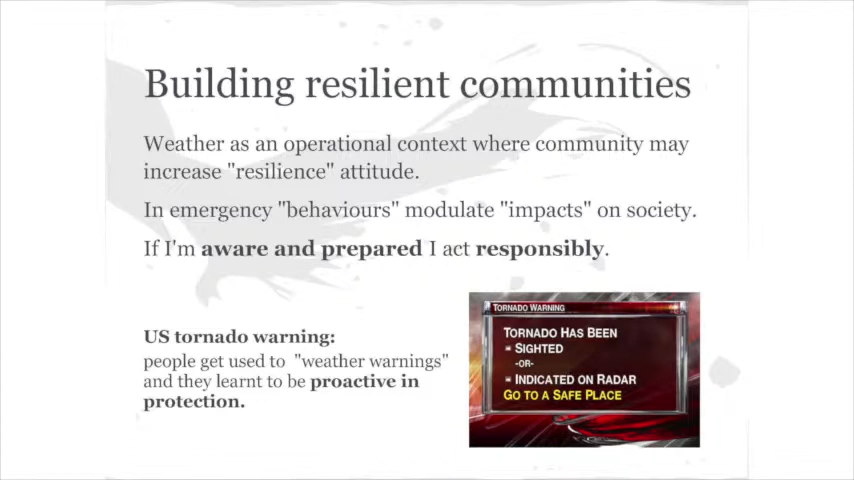 Building resilient communities
Weather as an operational context where community may
increase "resilience" attitude.
In emergency "behaviours" modulate "impacts" on society.
If I'm aware and prepared I act responsibly.
US tornado warning:
people get used to "weather warnings"
and they learnt to be proactive in
protection.
TORNADO WARNING
TORNADO HAS BEEN
SIGHTED
-OR-
INDICATED ON RADAR
GO TO A SAFE PLACE